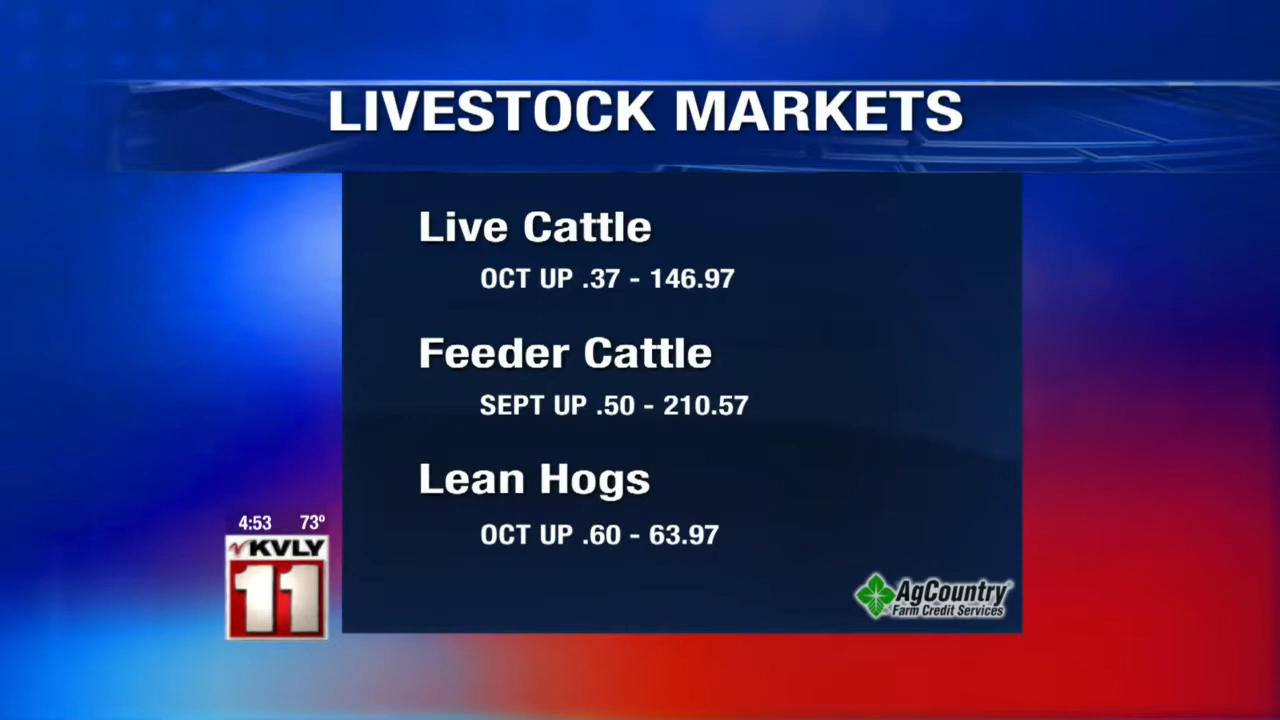 LIVESTOCK MARKETS
Live Cattle
OCT UP .37 - 146.97
Feeder Cattle
SEPT UP .50 - 210.57
Lean Hogs
OCT UP .60 - 63.97
4:53 73°
KVLY
11
AgCountry
Farm Credit Services